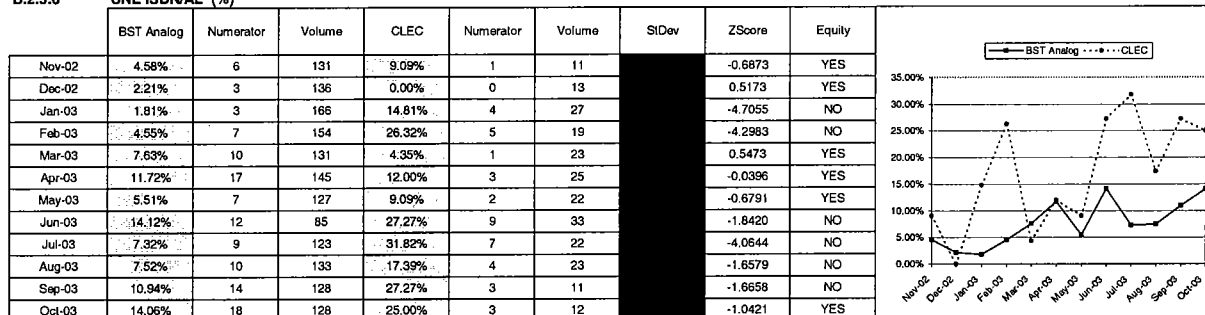 B.2.5.6 UNE ISDN/AL (%)
BST Analog Numerator Volume CLEC Numerator Volume StDev ZScore Equity
Nov-02 4.58% 6 131 9.09% 1 11 -0.6873 YES
Dec-02 2.21% 3 136 0.00% 0 13 0.5173 YES
Jan-03 1.81% 3 166 14.81% 4 27 -4.7055 NO
Feb-03 4.55% 7 154 26.32% 5 19 -4.2983 NO
Mar-03 7.63% 10 131 4.35% 1 23 0.5473 YES
Apr-03 11.72% 17 145 12.00% 3 25 -0.0396 YES
May-03 5.51% 7 127 9.09% 2 22 -0.6791 YES
Jun-03 14.12% 12 85 27.27% 9 33 -1.8420 NO
Jul-03 7.32% 9 123 31.82% 7 22 -4.0644 NO
Aug-03 7.52% 10 133 17.39% 4 23 -1.6579 NO
Sep-03 10.94% 14 128 27.27% 3 11 -1.6658 NO
Oct-03 14.06% 18 128 25.00% 3 12 -1.0421 YES
BST Analog CLEC
35.00%
30.00%
25.00%
20.00%
15.00%
10.00%
5.00%
0.00%
Nov-02 Dec-02 Jan-03 Feb-03 Mar-03 Apr-03 May-03 Jun-03 Jul-03 Aug-03 Sep-03 Oct-03